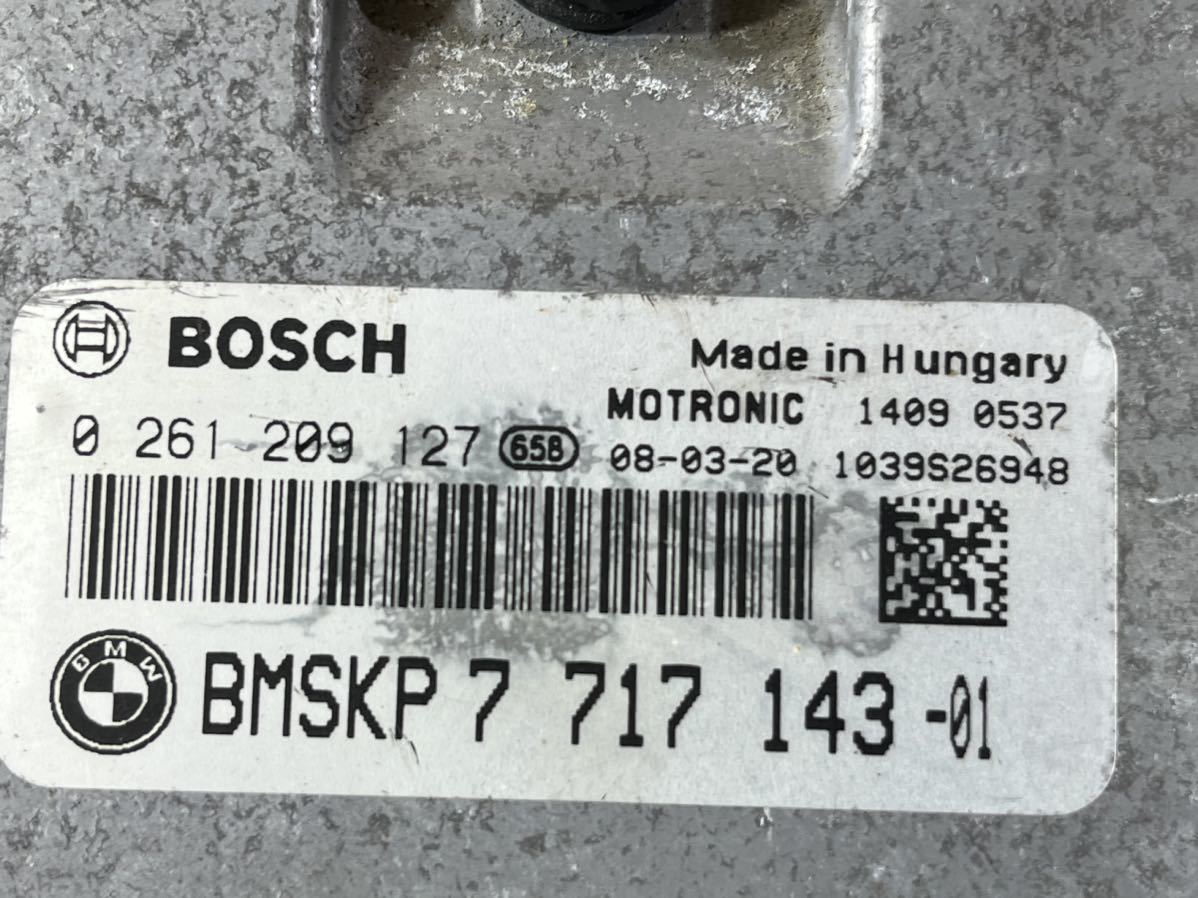 BOSCH
Made in Hungary
MOTRONIC 1409 0537
0 261 209 127 658 08-03-20 1039S26948
BMW
BMSKP 7 717 143-01